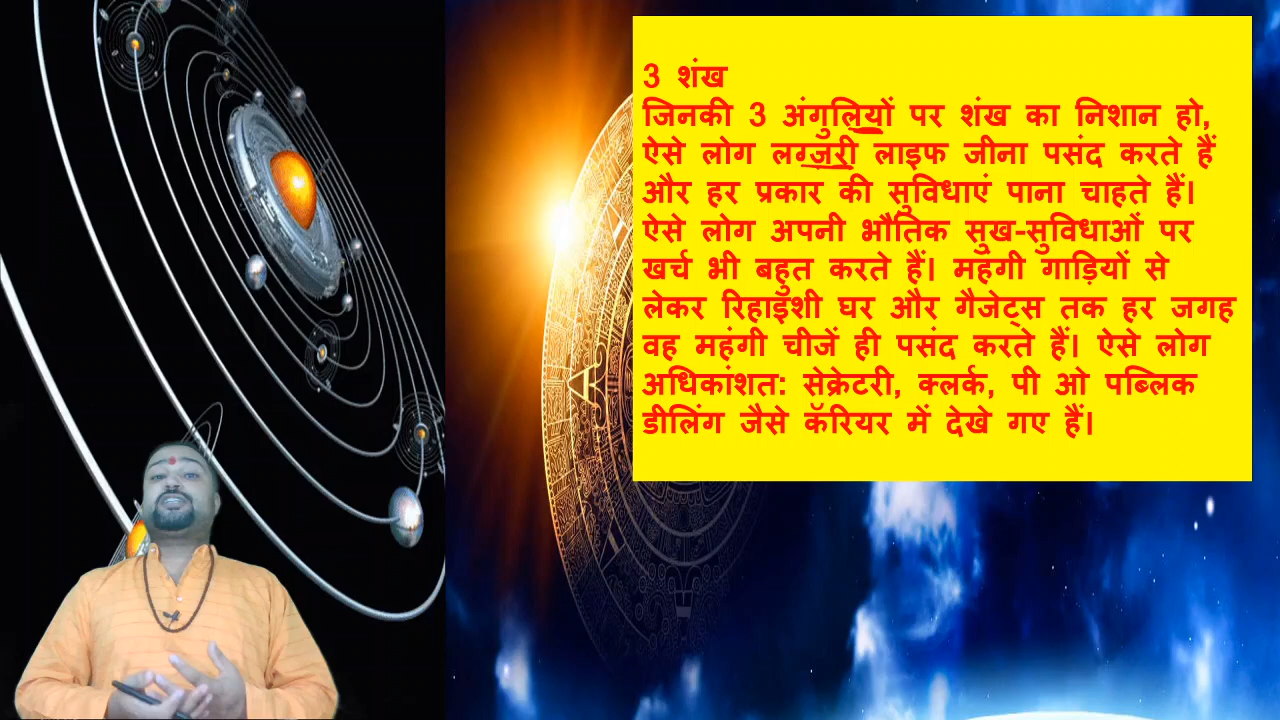 3 शंख
जिनकी 3 अंगुलियों पर शंख का निशान हो,
ऐसे लोग लग्जरी लाइफ जीना पसंद करते हैं
और हर प्रकार की सुविधाएं पाना चाहते हैं।
ऐसे लोग अपनी भौतिक सुख-सुविधाओं पर
खर्च भी बहुत करते हैं। महंगी गाड़ियों से
लेकर रिहाइशी घर और गैजेट्स तक हर जगह
वह महंगी चीजें ही पसंद करते हैं। ऐसे लोग
अधिकांशत: सेक्रेटरी, क्लर्क, पी ओ पब्लिक
डीलिंग जैसे कॅरियर में देखे गए हैं।